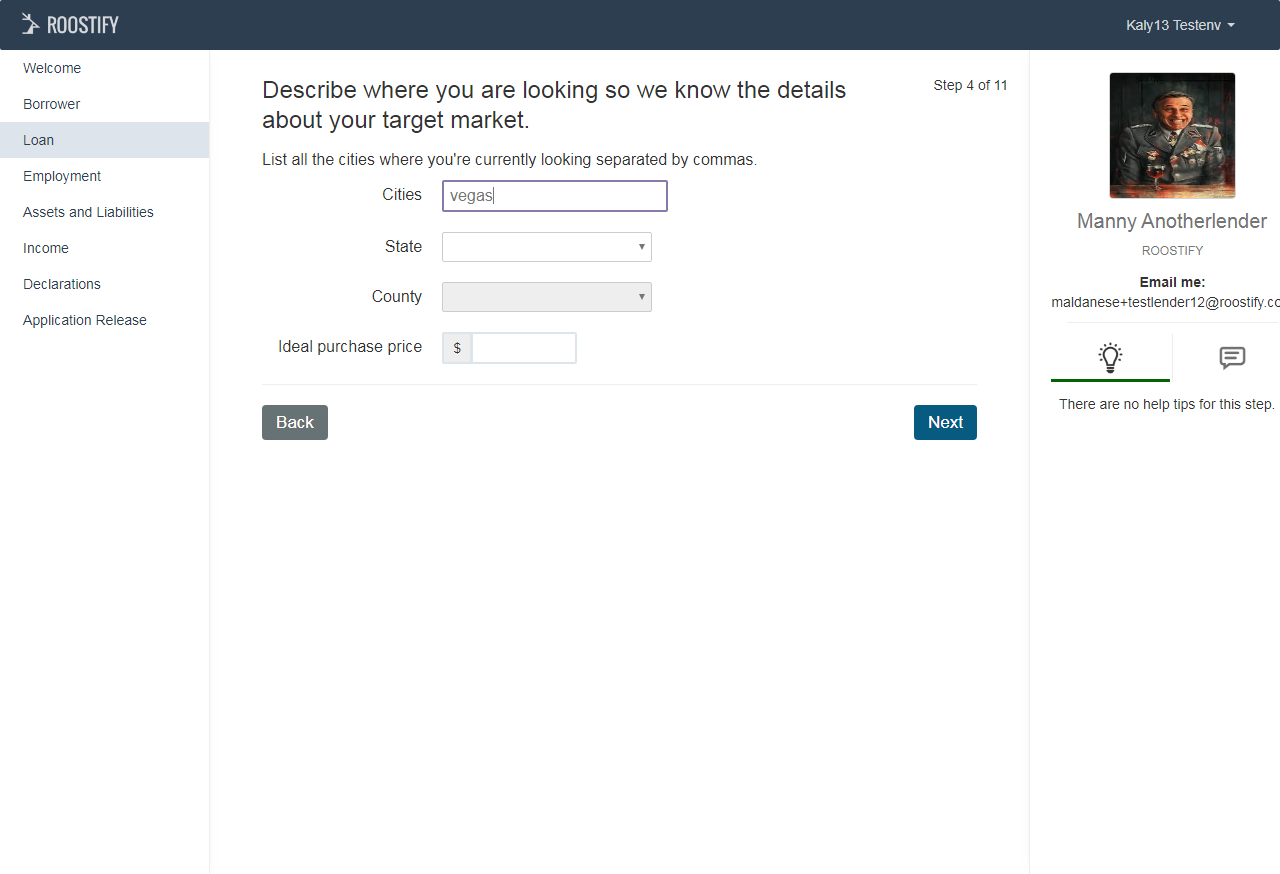 ROOSTIFY
Kaly13 Testenv
Welcome
Borrower
Loan
Employment
Assets and Liabilities
Income
Declarations
Application Release
Describe where you are looking so we know the details
about your target market.
Step 4 of 11
List all the cities where you're currently looking separated by commas.
Cities vegas
State
County
Ideal purchase price $
Back
Next
Manny Anotherlender
ROOSTIFY
Email me:
maldanese+testlender12@roostify.co
There are no help tips for this step.